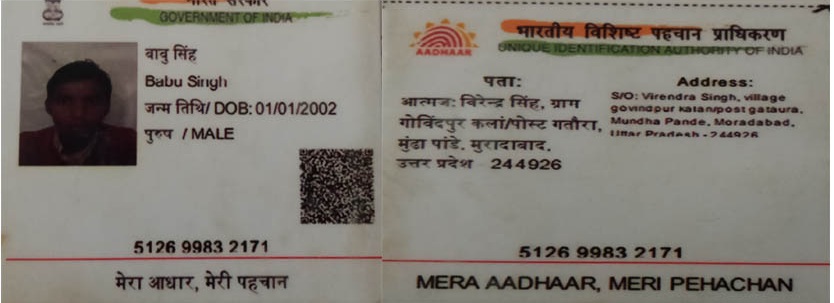 भारत सरकार
GOVERNMENT OF INDIA
बाबु सिंह
Babu Singh
जन्म तिथि/ DOB: 01/01/2002
पुरुष / MALE
5126 9983 2171
मेरा आधार, मेरी पहचान
भारतीय विशिष्ट पहचान प्राधिकरण
UNIQUE IDENTIFICATION AUTHORITY OF INDIA
AADHAAR
पता:
आत्मज: विरेन्द्र सिंह, ग्राम
गोविंदपुर कलां/पोस्ट गतौरा,
मुंढा पांडे, मुरादाबाद,
उत्तर प्रदेश - 244926
Address:
S/O: Virendra Singh, village
govindpur kalan/post gataura,
Mundha Pande, Moradabad,
Uttar Pradesh - 244926
5126 9983 2171
MERA AADHAAR, MERI PEHACHAN